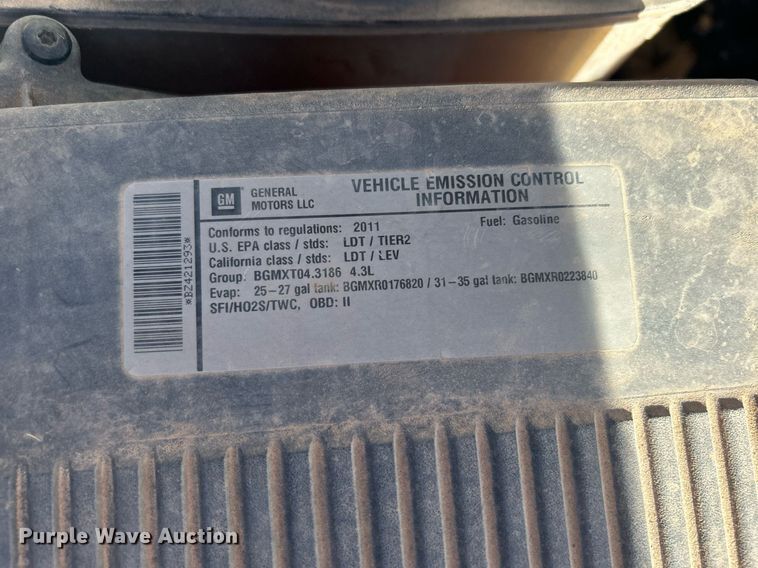 GM
GENERAL MOTORS LLC
VEHICLE EMISSION CONTROL
INFORMATION
Conforms to regulations: 2011 Fuel: Gasoline
U.S. EPA class / stds: LDT / TIER2
California class / stds: LDT / LEV
Group: BGMXT04.3186 4.3L
Evap: 25-27 gal tank: BGMXR0176820 / 31-35 gal tank: BGMXR0223840
SFI/HO2S/TWC, OBD: II
*BZ421293*
Purple Wave Auction